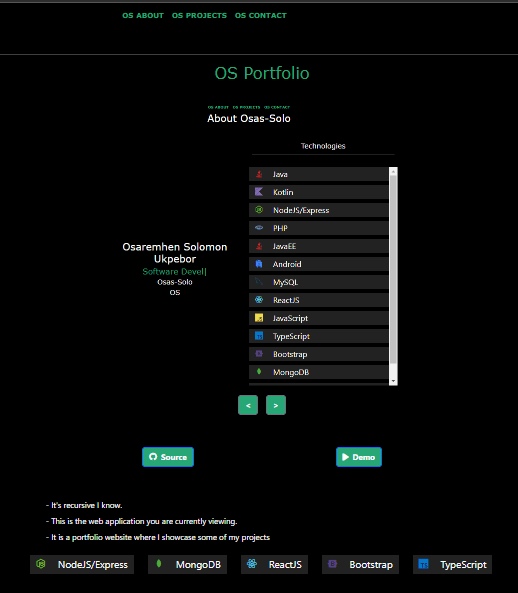 OS ABOUT OS PROJECTS OS CONTACT
OS Portfolio
OS ABOUT OS PROJECTS OS CONTACT
About Osas-Solo
Osaremhen Solomon
Ukpebor
Software Devel|
Osas-Solo
OS
Technologies
Java
Kotlin
NodeJS/Express
PHP
JavaEE
Android
MySQL
ReactJS
JavaScript
TypeScript
Bootstrap
MongoDB
< >
Source Demo
- It's recursive I know.
- This is the web application you are currently viewing.
- It is a portfolio website where I showcase some of my projects
NodeJS/Express MongoDB ReactJS Bootstrap TypeScript